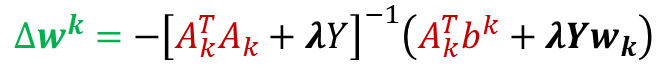 Δw^k = −[A_k^T A_k + λY]^{−1}(A_k^T b^k + λYw_k)